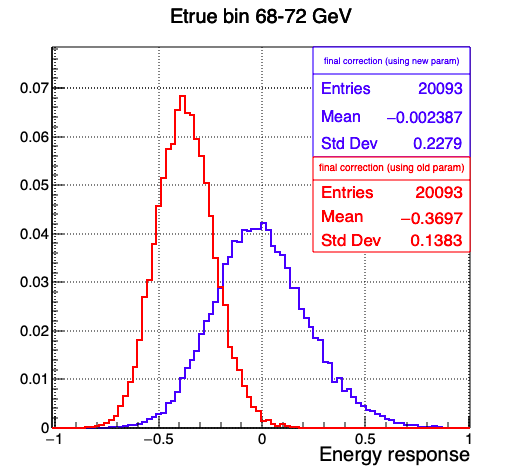 Etrue bin 68-72 GeV
final correction (using new param)
Entries 20093
Mean −0.002387
Std Dev 0.2279
final correction (using old param)
Entries 20093
Mean −0.3697
Std Dev 0.1383
0.07
0.06
0.05
0.04
0.03
0.02
0.01
0
−1 −0.5 0 0.5 1
Energy response